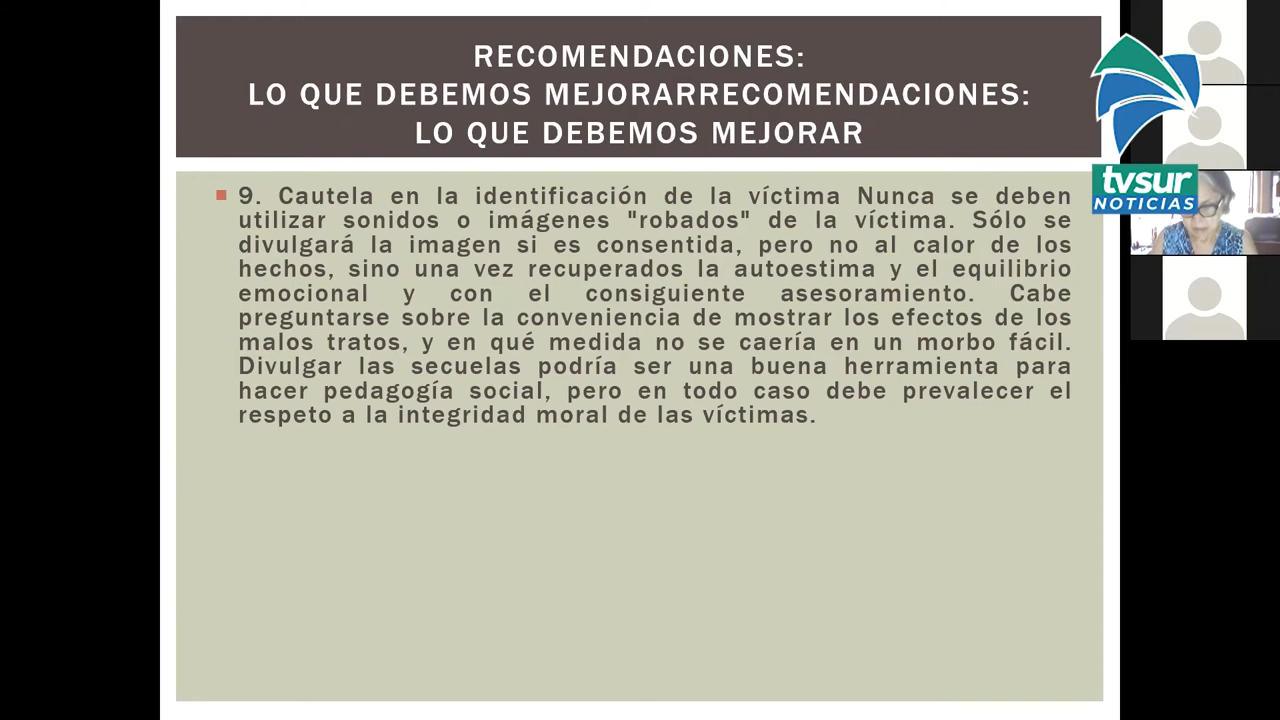 RECOMENDACIONES:
LO QUE DEBEMOS MEJORARRECOMENDACIONES:
LO QUE DEBEMOS MEJORAR
9. Cautela en la identificación de la víctima Nunca se deben
utilizar sonidos o imágenes "robados" de la víctima. Sólo se
divulgará la imagen si es consentida, pero no al calor de los
hechos, sino una vez recuperados la autoestima y el equilibrio
emocional y con el consiguiente asesoramiento. Cabe
preguntarse sobre la conveniencia de mostrar los efectos de los
malos tratos, y en qué medida no se caería en un morbo fácil.
Divulgar las secuelas podría ser una buena herramienta para
hacer pedagogía social, pero en todo caso debe prevalecer el
respeto a la integridad moral de las víctimas.
tvsur
NOTICIAS